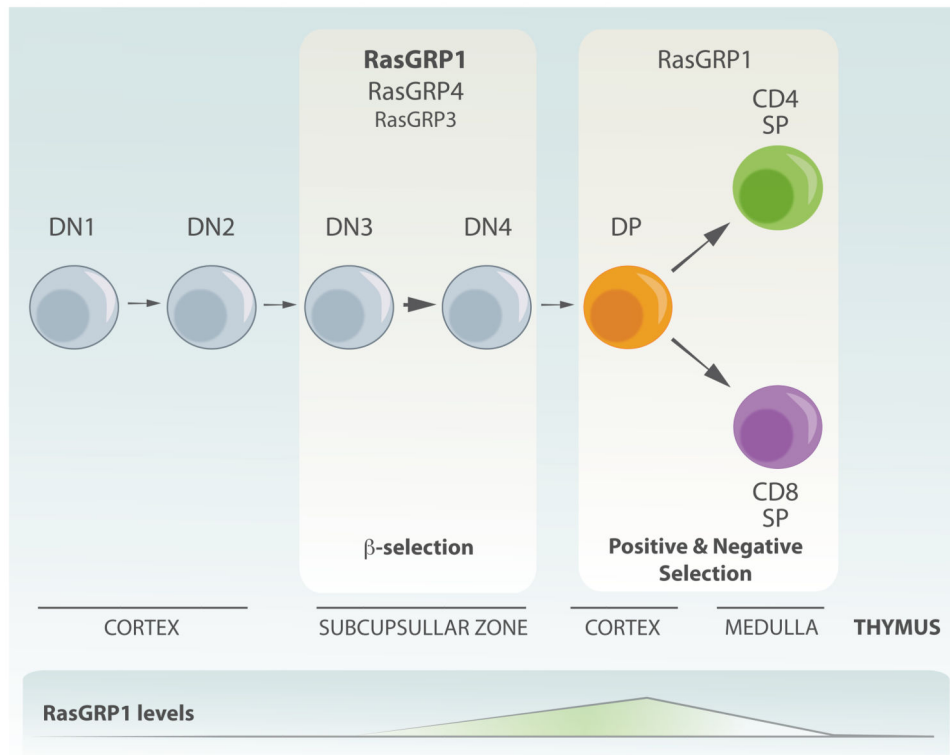 RasGRP1
RasGRP4
RasGRP3
RasGRP1
CD4
SP
DN1
DN2
DN3
DN4
DP
CD8
SP
β-selection
Positive & Negative
Selection
CORTEX
SUBCUPSULLAR ZONE
CORTEX
MEDULLA
THYMUS
RasGRP1 levels